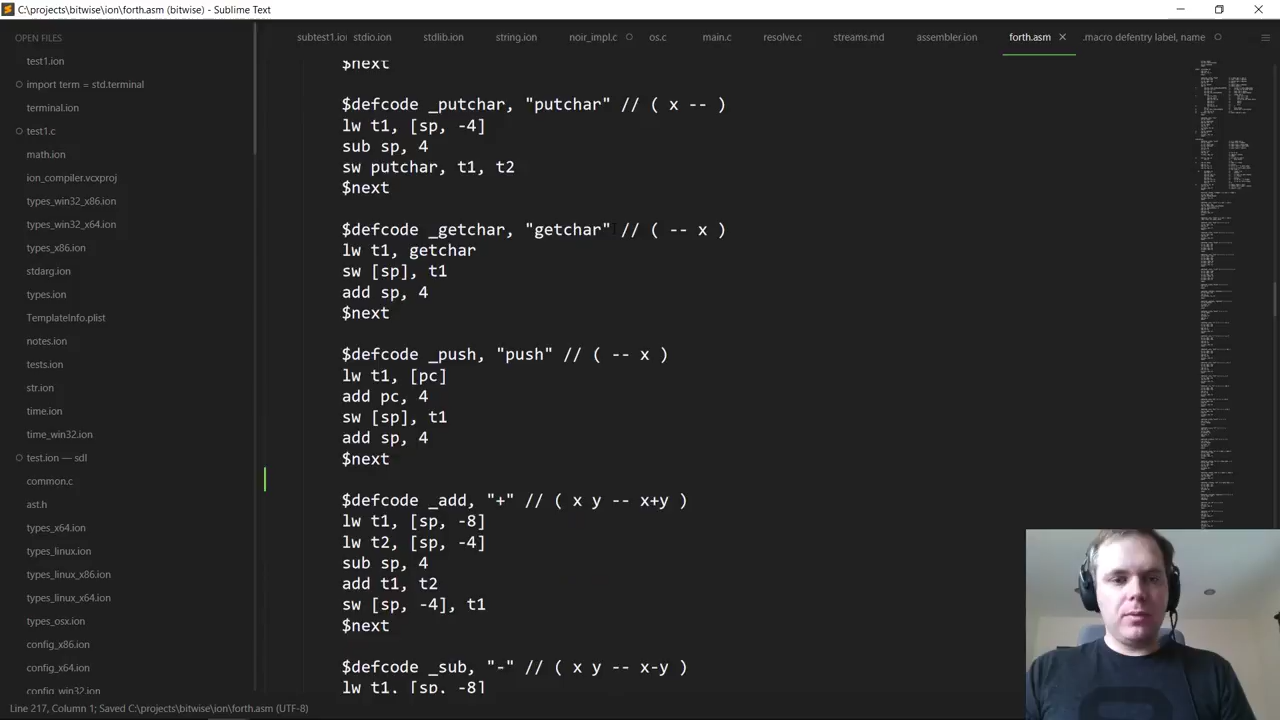 C:\projects\bitwise\ion\forth.asm (bitwise) - Sublime Text
OPEN FILES
test1.ion
import term = std.terminal
terminal.ion
test1.c
math.ion
ion_compiler.vcxproj
types_win32_x86.ion
types_win32_x64.ion
types_x86.ion
stdarg.ion
types.ion
TemplateInfo.plist
notes.ion
tests.ion
str.ion
time.ion
time_win32.ion
test.ion — sdl
common.c
ast.h
types_x64.ion
types_linux.ion
types_linux_x86.ion
types_linux_x64.ion
types_osx.ion
config_x86.ion
config_x64.ion
config_win32.ion
subtest1.io stdio.ion stdlib.ion string.ion noir_impl.c os.c main.c resolve.c streams.md assembler.ion forth.asm .macro defentry label, name
$next
$defcode _putchar, "putchar" // ( x -- )
lw t1, [sp, -4]
sub sp, 4
sw putchar, t1, t2
$next
$defcode _getchar, "getchar" // ( -- x )
lw t1, getchar
sw [sp], t1
add sp, 4
$next
$defcode _push, "push" // ( -- x )
lw t1, [pc]
add pc, 4
sw [sp], t1
add sp, 4
$next
$defcode _add, "+" // ( x y -- x+y )
lw t1, [sp, -8]
lw t2, [sp, -4]
sub sp, 4
add t1, t2
sw [sp, -4], t1
$next
$defcode _sub, "-" // ( x y -- x-y )
lw t1, [sp, -8]
Line 217, Column 1; Saved C:\projects\bitwise\ion\forth.asm (UTF-8)